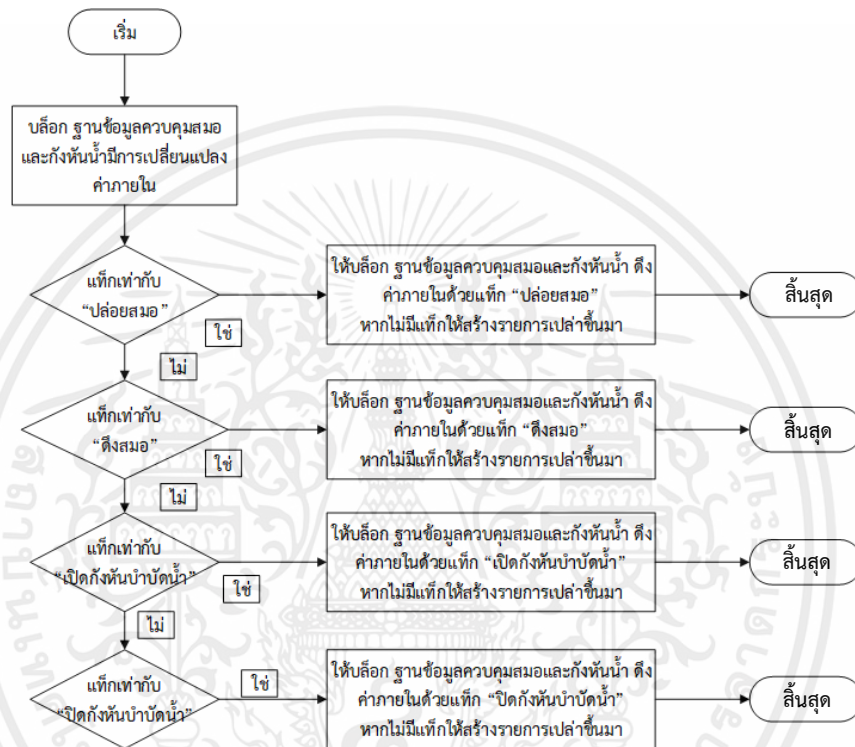 เริ่ม
บล็อก ฐานข้อมูลควบคุมสมอ
และกังหันน้ำมีการเปลี่ยนแปลง
ค่าภายใน
แท็กเท่ากับ
“ปล่อยสมอ”
ใช่
ไม่
ให้บล็อก ฐานข้อมูลควบคุมสมอและกังหันน้ำ ดึง
ค่าภายในด้วยแท็ก “ปล่อยสมอ”
หากไม่มีแท็กให้สร้างรายการเปล่าขึ้นมา
สิ้นสุด
แท็กเท่ากับ
“ดึงสมอ”
ใช่
ไม่
ให้บล็อก ฐานข้อมูลควบคุมสมอและกังหันน้ำ ดึง
ค่าภายในด้วยแท็ก “ดึงสมอ”
หากไม่มีแท็กให้สร้างรายการเปล่าขึ้นมา
สิ้นสุด
แท็กเท่ากับ
“เปิดกังหันบำบัดน้ำ”
ใช่
ไม่
ให้บล็อก ฐานข้อมูลควบคุมสมอและกังหันน้ำ ดึง
ค่าภายในด้วยแท็ก “เปิดกังหันบำบัดน้ำ”
หากไม่มีแท็กให้สร้างรายการเปล่าขึ้นมา
สิ้นสุด
แท็กเท่ากับ
“ปิดกังหันบำบัดน้ำ”
ใช่
ให้บล็อก ฐานข้อมูลควบคุมสมอและกังหันน้ำ ดึง
ค่าภายในด้วยแท็ก “ปิดกังหันบำบัดน้ำ”
หากไม่มีแท็กให้สร้างรายการเปล่าขึ้นมา
สิ้นสุด